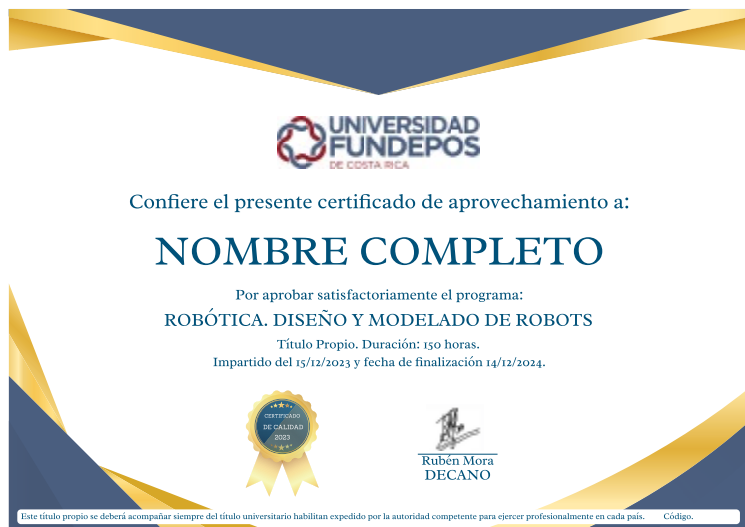 UNIVERSIDAD
FUNDEPOS
DE COSTA RICA
Confiere el presente certificado de aprovechamiento a:
NOMBRE COMPLETO
Por aprobar satisfactoriamente el programa:
ROBÓTICA. DISEÑO Y MODELADO DE ROBOTS
Título Propio. Duración: 150 horas.
Impartido del 15/12/2023 y fecha de finalización 14/12/2024.
CERTIFICADO
DE CALIDAD
2023
Rubén Mora
DECANO
Este título propio se deberá acompañar siempre del título universitario habilitan expedido por la autoridad competente para ejercer profesionalmente en cada país. Código.